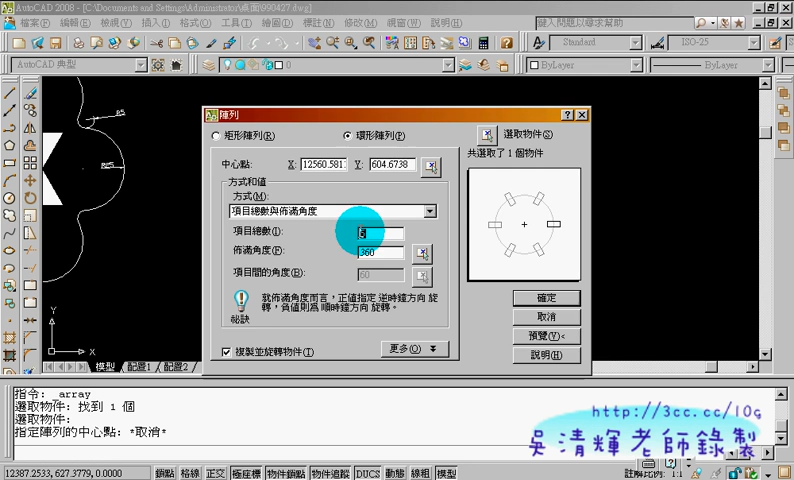 AutoCAD 2008 - [C:\Documents and Settings\Administrator\桌面\990427.dwg]
檔案(F) 編輯(E) 檢視(V) 插入(I) 格式(O) 工具(T) 繪圖(D) 標註(N) 修改(M) 視窗(W) 說明(H)
鍵入問題以尋求幫助
Standard
ISO-25
AutoCAD 典型
0
ByLayer
ByLayer
R5
R25
陣列
矩形陣列(R)
環形陣列(P)
選取物件(S)
共選取了 1 個物件
中心點:
X:
12560.581
Y:
604.6738
方式和值
方式(M):
項目總數與佈滿角度
項目總數(I):
佈滿角度(F):
360
項目間的角度(B):
60
就佈滿角度而言，正值指定 逆時鐘方向 旋
轉，負值則為 順時鐘方向 旋轉。
祕訣
複製並旋轉物件(T)
更多(O)
確定
取消
預覽(V)<
說明(H)
Y
X
模型
配置1
配置2
指令: _array
選取物件: 找到 1 個
選取物件:
指定陣列的中心點: *取消*
http://3cc.cc/10g
吳清輝老師錄製
12387.2533, 627.3779, 0.0000
鎖點 格線 正交 極座標 物件鎖點 物件追蹤 DUCS 動態 線粗 模型
註解比例: 1:1